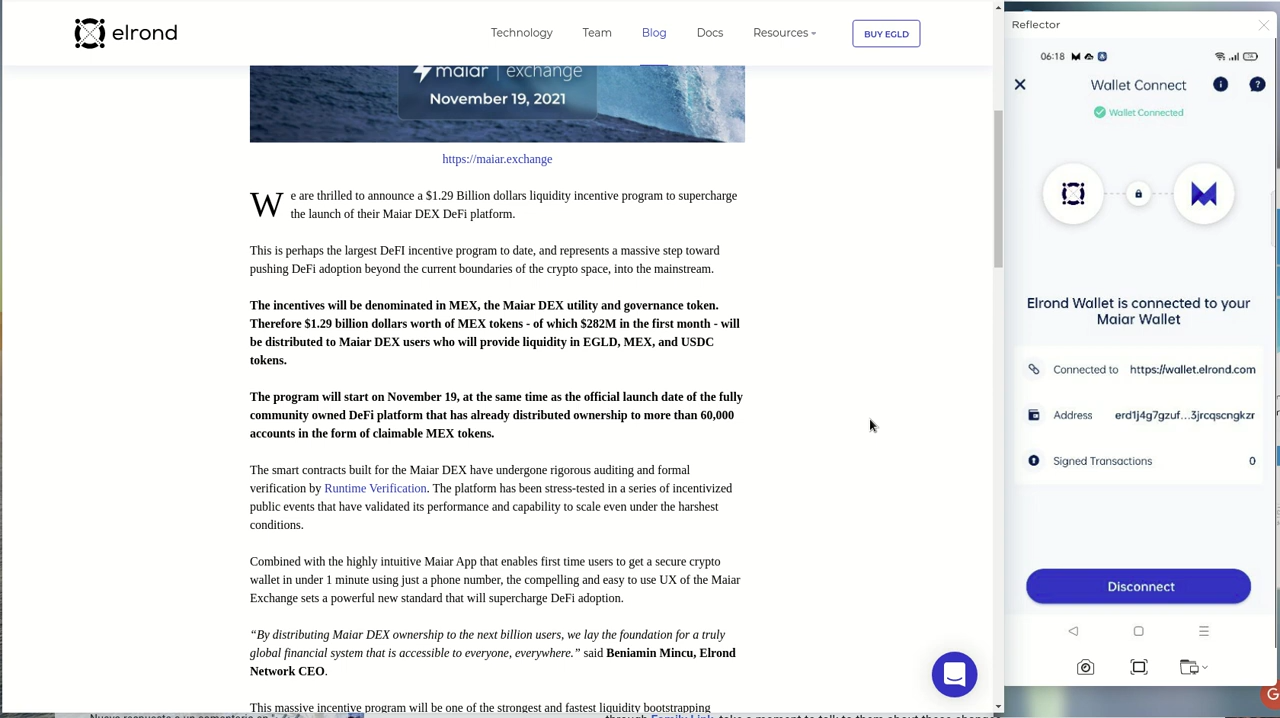 elrond
Technology
Team
Blog
Docs
Resources
BUY EGLD
maiar | exchange
November 19, 2021
https://maiar.exchange
We are thrilled to announce a $1.29 Billion dollars liquidity incentive program to supercharge
the launch of their Maiar DEX DeFi platform.
This is perhaps the largest DeFI incentive program to date, and represents a massive step toward
pushing DeFi adoption beyond the current boundaries of the crypto space, into the mainstream.
The incentives will be denominated in MEX, the Maiar DEX utility and governance token.
Therefore $1.29 billion dollars worth of MEX tokens - of which $282M in the first month - will
be distributed to Maiar DEX users who will provide liquidity in EGLD, MEX, and USDC
tokens.
The program will start on November 19, at the same time as the official launch date of the fully
community owned DeFi platform that has already distributed ownership to more than 60,000
accounts in the form of claimable MEX tokens.
The smart contracts built for the Maiar DEX have undergone rigorous auditing and formal
verification by Runtime Verification. The platform has been stress-tested in a series of incentivized
public events that have validated its performance and capability to scale even under the harshest
conditions.
Combined with the highly intuitive Maiar App that enables first time users to get a secure crypto
wallet in under 1 minute using just a phone number, the compelling and easy to use UX of the Maiar
Exchange sets a powerful new standard that will supercharge DeFi adoption.
“By distributing Maiar DEX ownership to the next billion users, we lay the foundation for a truly
global financial system that is accessible to everyone, everywhere.” said Beniamin Mincu, Elrond
Network CEO.
This massive incentive program will be one of the strongest and fastest liquidity bootstrapping
Reflector
06:18
Wallet Connect
Wallet Connected
Elrond Wallet is connected to your
Maiar Wallet
Connected to https://wallet.elrond.com
Address erd1j4g7gzuf...3jrcqscngkzr
Signed Transactions 0
Disconnect